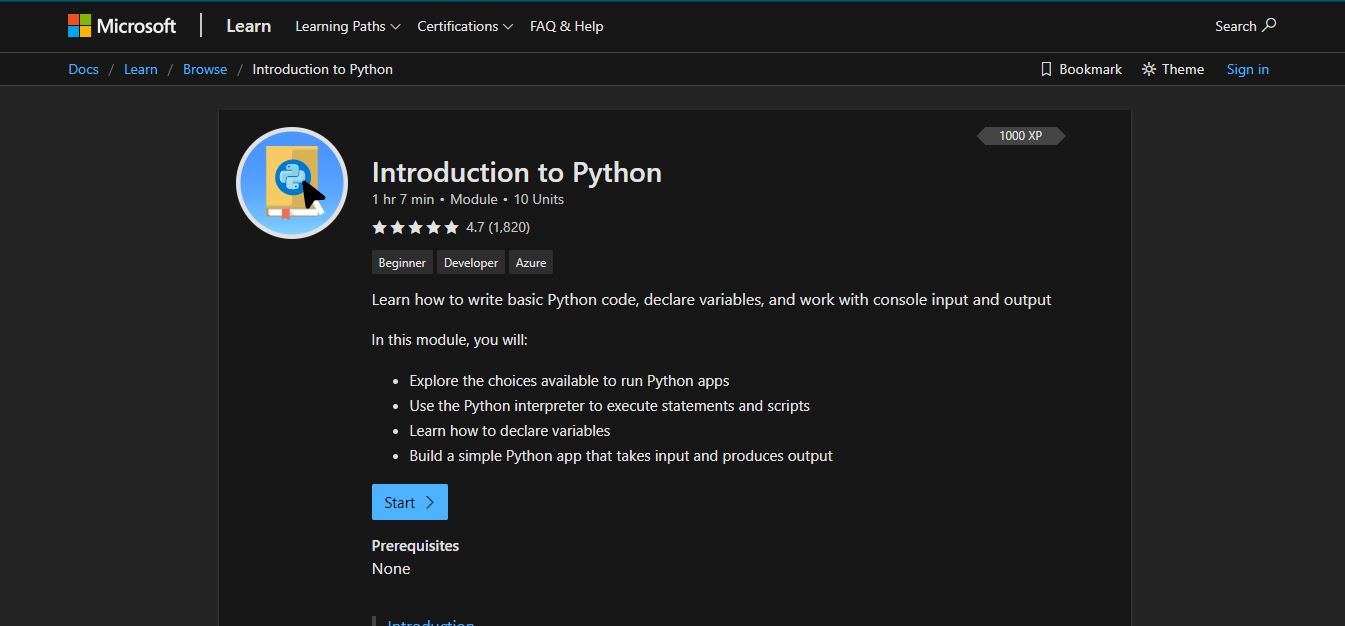 Microsoft Learn Learning Paths Certifications FAQ & Help Search
Docs / Learn / Browse / Introduction to Python Bookmark Theme Sign in
1000 XP
Introduction to Python
1 hr 7 min • Module • 10 Units
4.7 (1,820)
Beginner Developer Azure
Learn how to write basic Python code, declare variables, and work with console input and output
In this module, you will:
• Explore the choices available to run Python apps
• Use the Python interpreter to execute statements and scripts
• Learn how to declare variables
• Build a simple Python app that takes input and produces output
Start
Prerequisites
None
Introduction